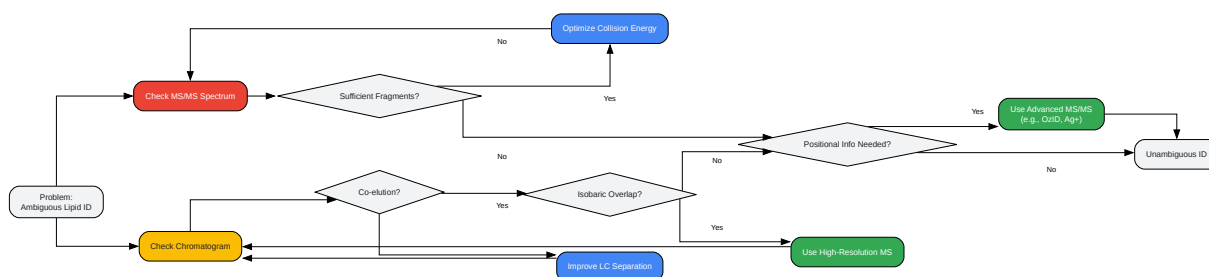 Optimize Collision Energy
No
Check MS/MS Spectrum
Sufficient Fragments?
Yes
Use Advanced MS/MS
(e.g., OzID, Ag+)
Yes
Positional Info Needed?
Unambiguous ID
No
No
No
Problem:
Ambiguous Lipid ID
Co-elution?
Yes
Isobaric Overlap?
Yes
Check Chromatogram
Use High-Resolution MS
Improve LC Separation